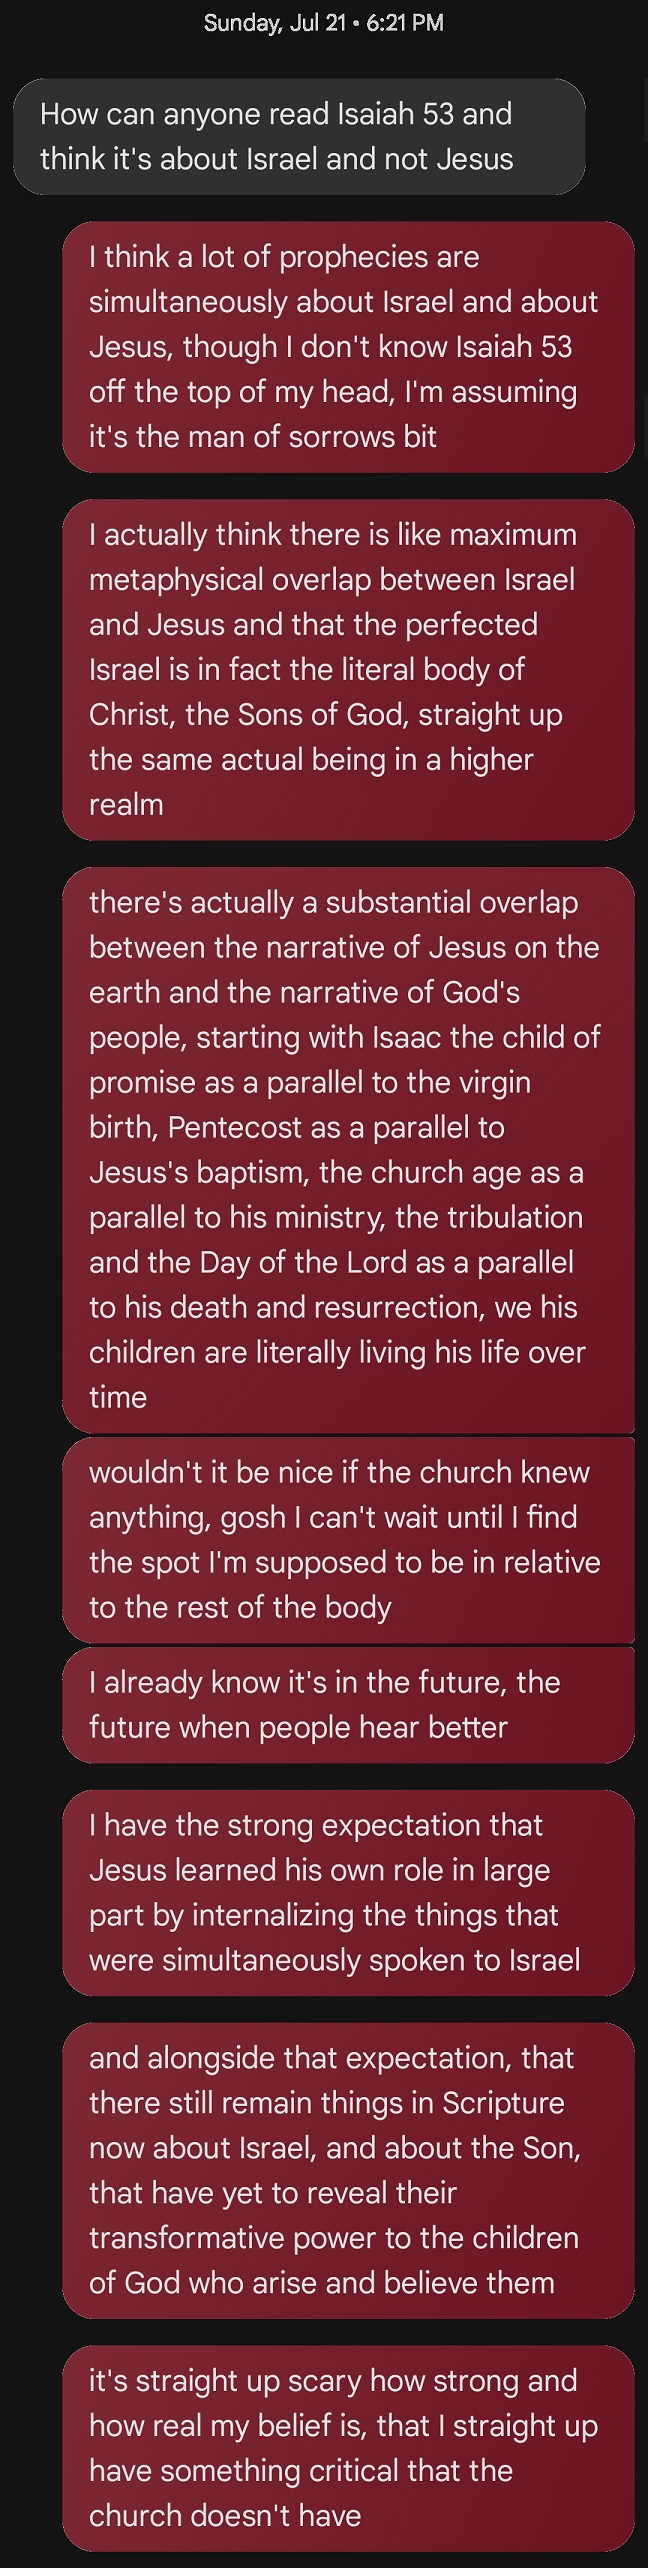 Sunday, Jul 21 • 6:21 PM
How can anyone read Isaiah 53 and
think it's about Israel and not Jesus
I think a lot of prophecies are
simultaneously about Israel and about
Jesus, though I don't know Isaiah 53
off the top of my head, I'm assuming
it's the man of sorrows bit
I actually think there is like maximum
metaphysical overlap between Israel
and Jesus and that the perfected
Israel is in fact the literal body of
Christ, the Sons of God, straight up
the same actual being in a higher
realm
there's actually a substantial overlap
between the narrative of Jesus on the
earth and the narrative of God's
people, starting with Isaac the child of
promise as a parallel to the virgin
birth, Pentecost as a parallel to
Jesus's baptism, the church age as a
parallel to his ministry, the tribulation
and the Day of the Lord as a parallel
to his death and resurrection, we his
children are literally living his life over
time
wouldn't it be nice if the church knew
anything, gosh I can't wait until I find
the spot I'm supposed to be in relative
to the rest of the body
I already know it's in the future, the
future when people hear better
I have the strong expectation that
Jesus learned his own role in large
part by internalizing the things that
were simultaneously spoken to Israel
and alongside that expectation, that
there still remain things in Scripture
now about Israel, and about the Son,
that have yet to reveal their
transformative power to the children
of God who arise and believe them
it's straight up scary how strong and
how real my belief is, that I straight up
have something critical that the
church doesn't have